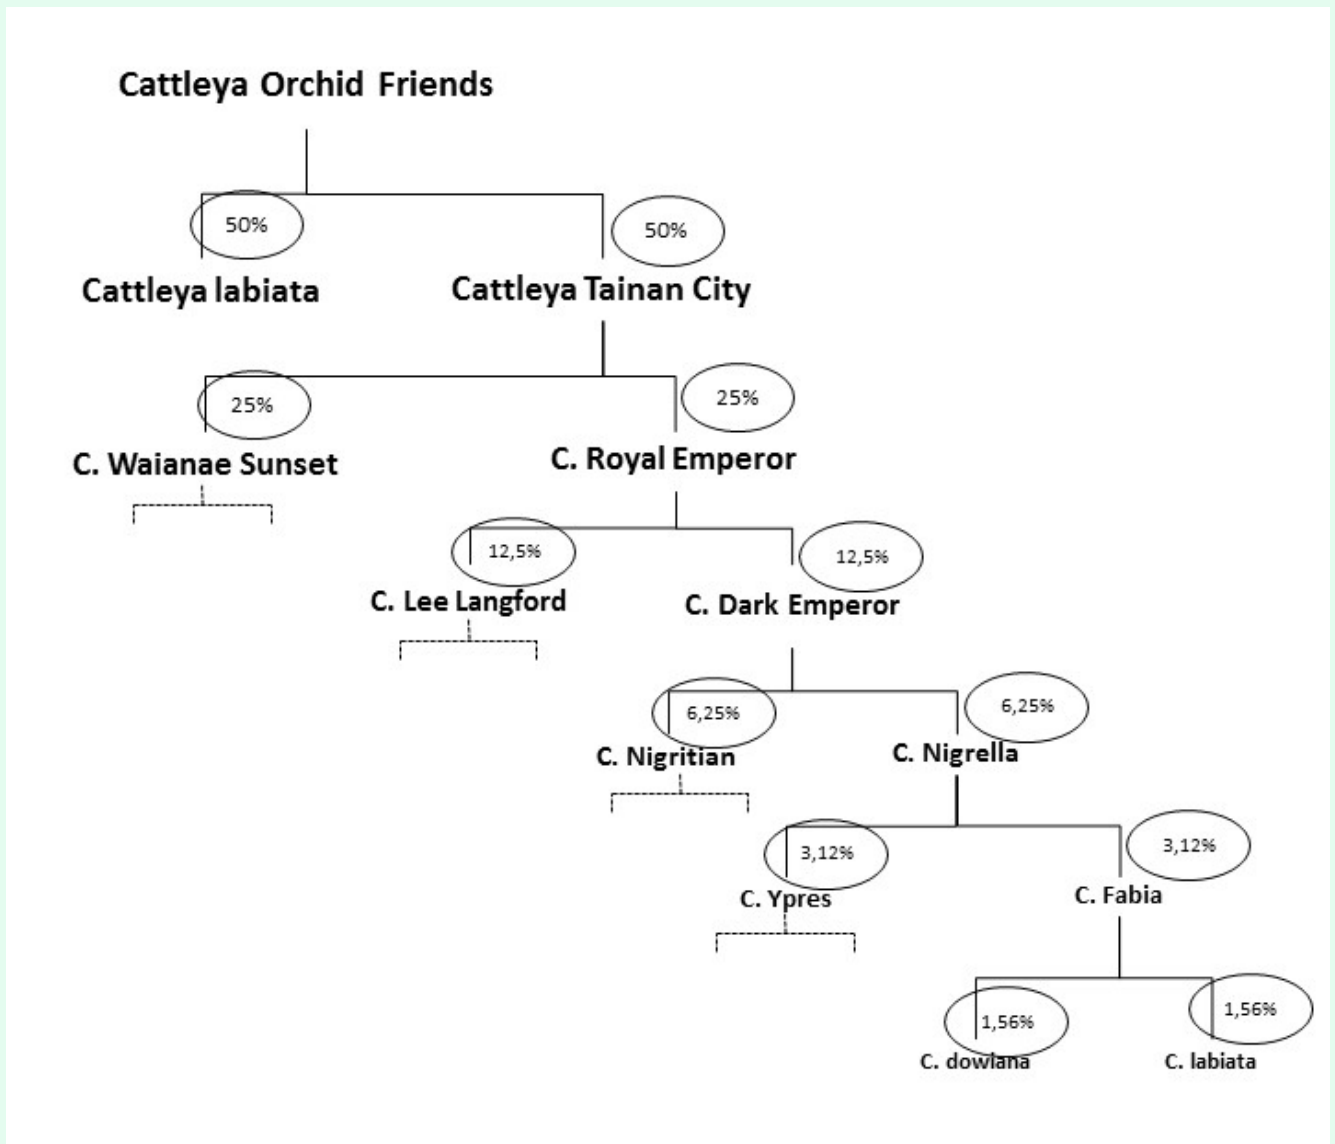 Cattleya Orchid Friends
50%
50%
Cattleya labiata
Cattleya Tainan City
25%
25%
C. Waianae Sunset
C. Royal Emperor
12,5%
12,5%
C. Lee Langford
C. Dark Emperor
6,25%
6,25%
C. Nigritian
C. Nigrella
3,12%
3,12%
C. Ypres
C. Fabia
1,56%
1,56%
C. dowiana
C. labiata